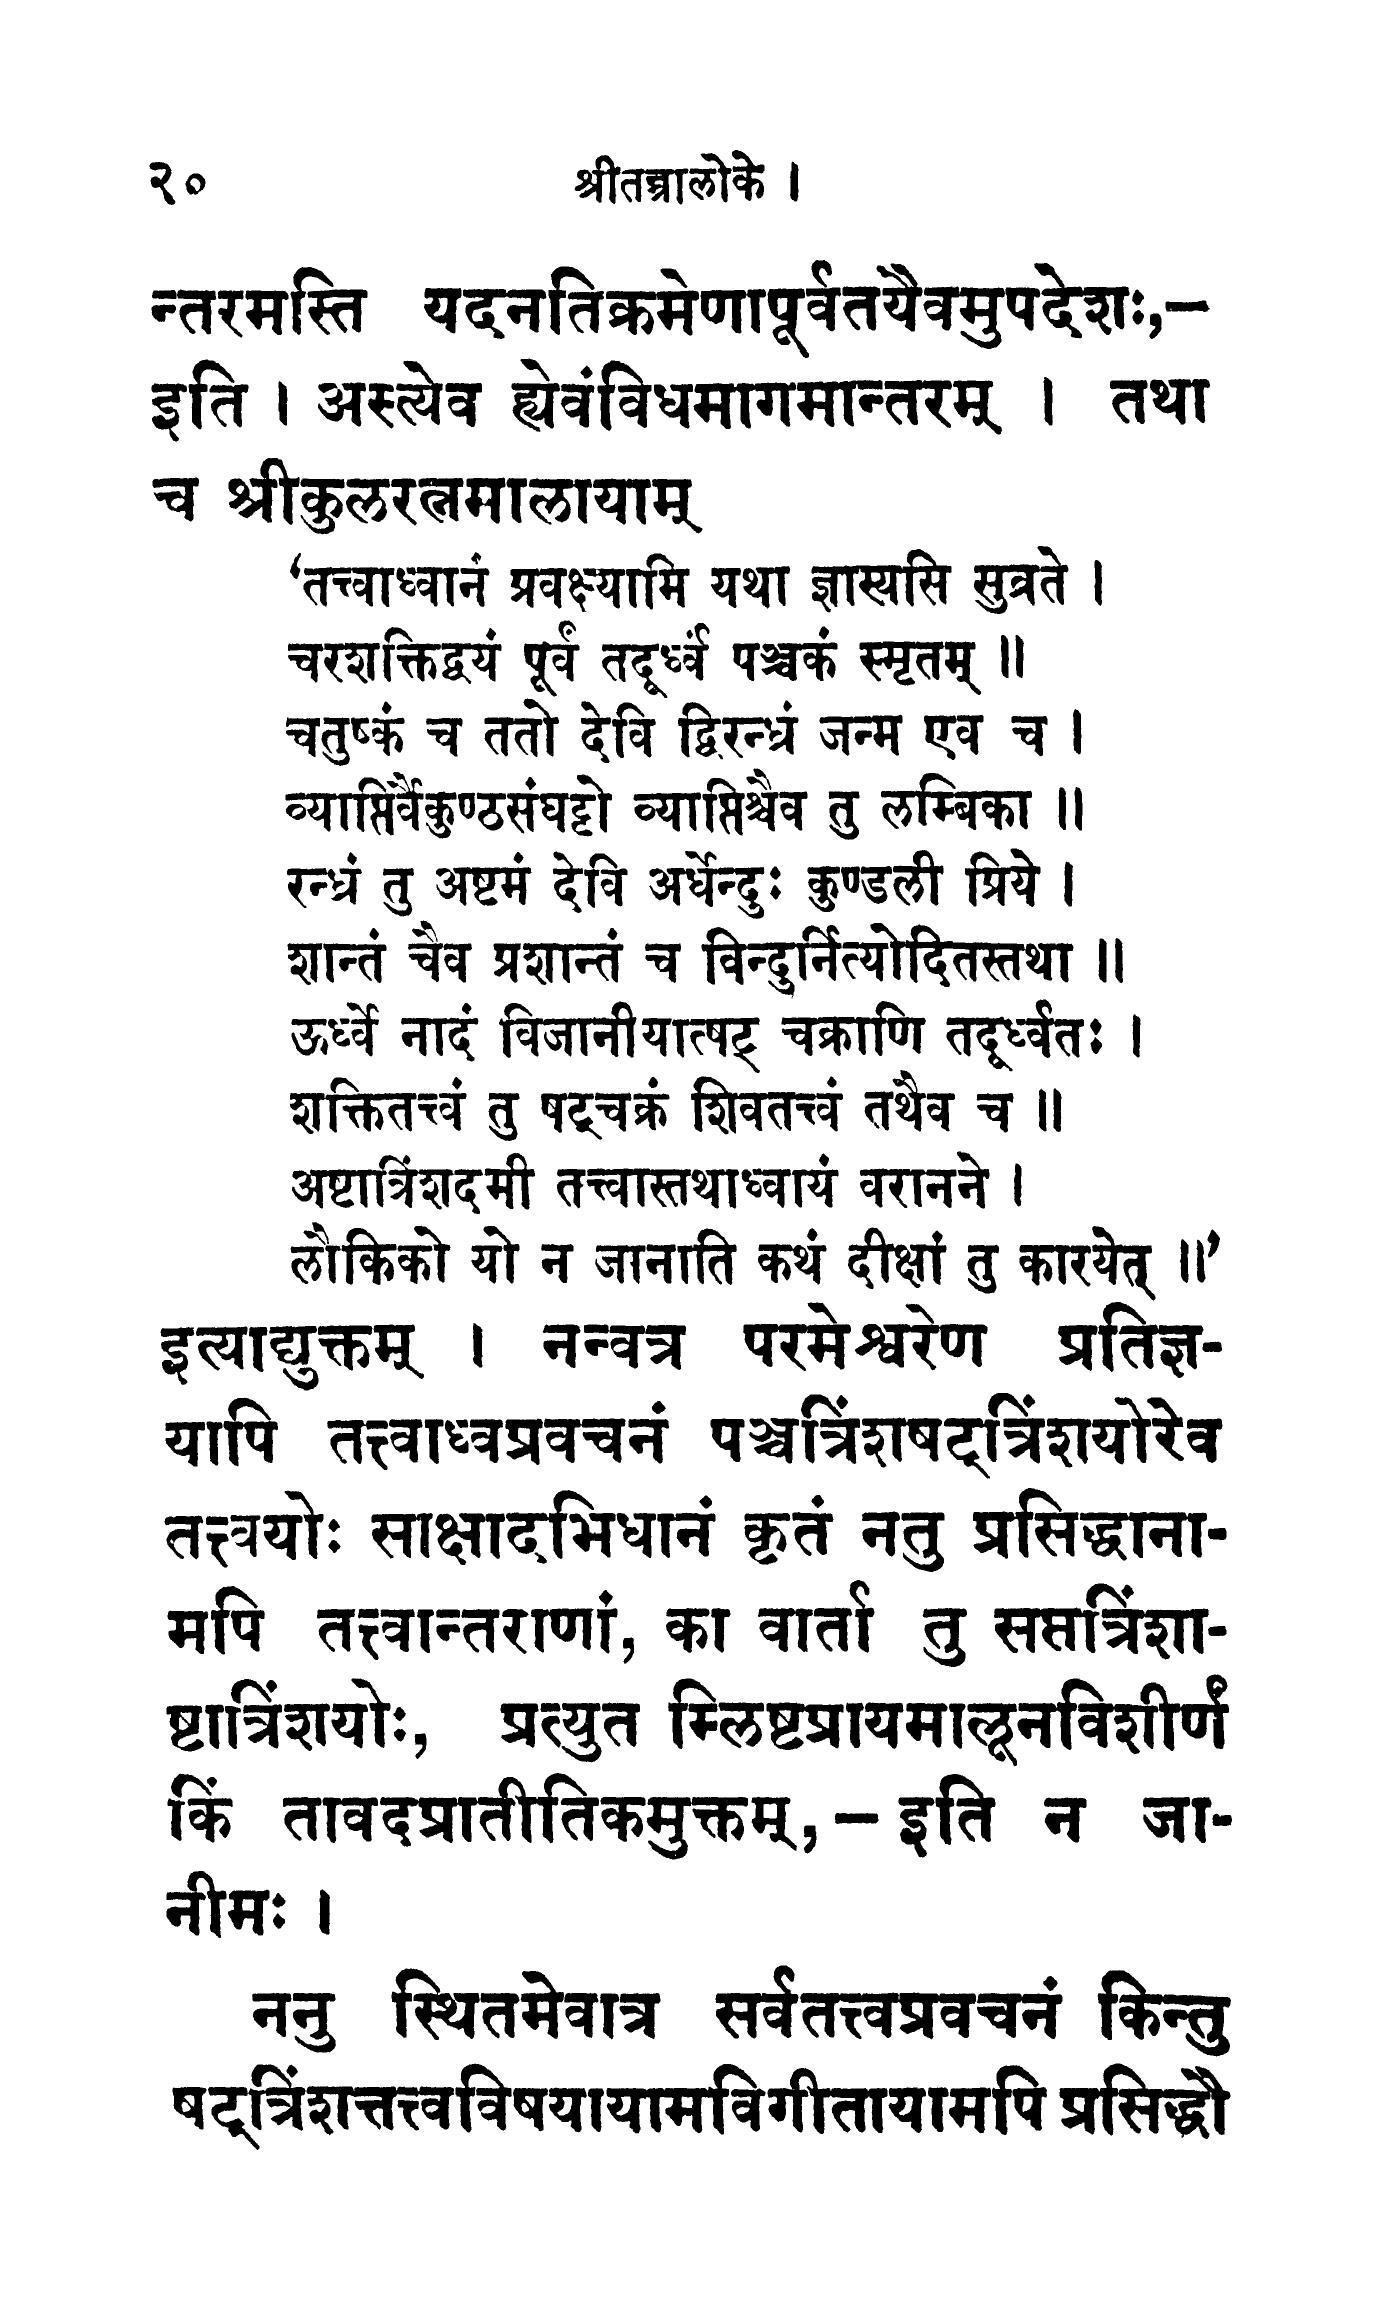 २० श्रीतन्त्रालोके ।
न्तरमस्ति यदनतिक्रमेणापूर्वतयैवमुपदेशः,—
इति । अस्त्येव ह्येवंविधमागमान्तरम् । तथा
च श्रीकुलरत्नमालायाम्
‘तत्त्वाध्वानं प्रवक्ष्यामि यथा ज्ञास्यसि सुव्रते ।
चरशक्तिद्वयं पूर्वं तदूर्ध्वं पञ्चकं स्मृतम् ॥
चतुष्कं च ततो देवि द्विरन्ध्रं जन्म एव च ।
व्याप्तिर्वैकुण्ठसंघट्टो व्याप्तिश्चैव तु लम्बिका ॥
रन्ध्रं तु अष्टमं देवि अर्धेन्दुः कुण्डली प्रिये ।
शान्तं चैव प्रशान्तं च विन्दुर्नित्योदितस्तथा ॥
ऊर्ध्वे नादं विजानीयात्षट् चक्राणि तदूर्ध्वतः ।
शक्तितत्त्वं तु षट्चक्रं शिवतत्त्वं तथैव च ॥
अष्टात्रिंशदमी तत्त्वास्तथाध्वायं वरानने ।
लौकिको यो न जानाति कथं दीक्षां तु कारयेत् ॥’
इत्याद्युक्तम् । नन्वत्र परमेश्वरेण प्रतिज्ञ-
यापि तत्त्वाध्वप्रवचनं पञ्चत्रिंशषट्त्रिंशयोरेव
तत्त्वयोः साक्षादभिधानं कृतं नतु प्रसिद्धाना-
मपि तत्त्वान्तराणां, का वार्ता तु सप्तत्रिंशा-
ष्टात्रिंशयोः, प्रत्युत म्लिष्टप्रायमालूनविशीर्णं
किं तावदप्रातीतिकमुक्तम्,— इति न जा-
नीमः ।
ननु स्थितमेवात्र सर्वतत्त्वप्रवचनं किन्तु
षट्त्रिंशत्तत्त्वविषयायामविगीतायामपि प्रसिद्धौ